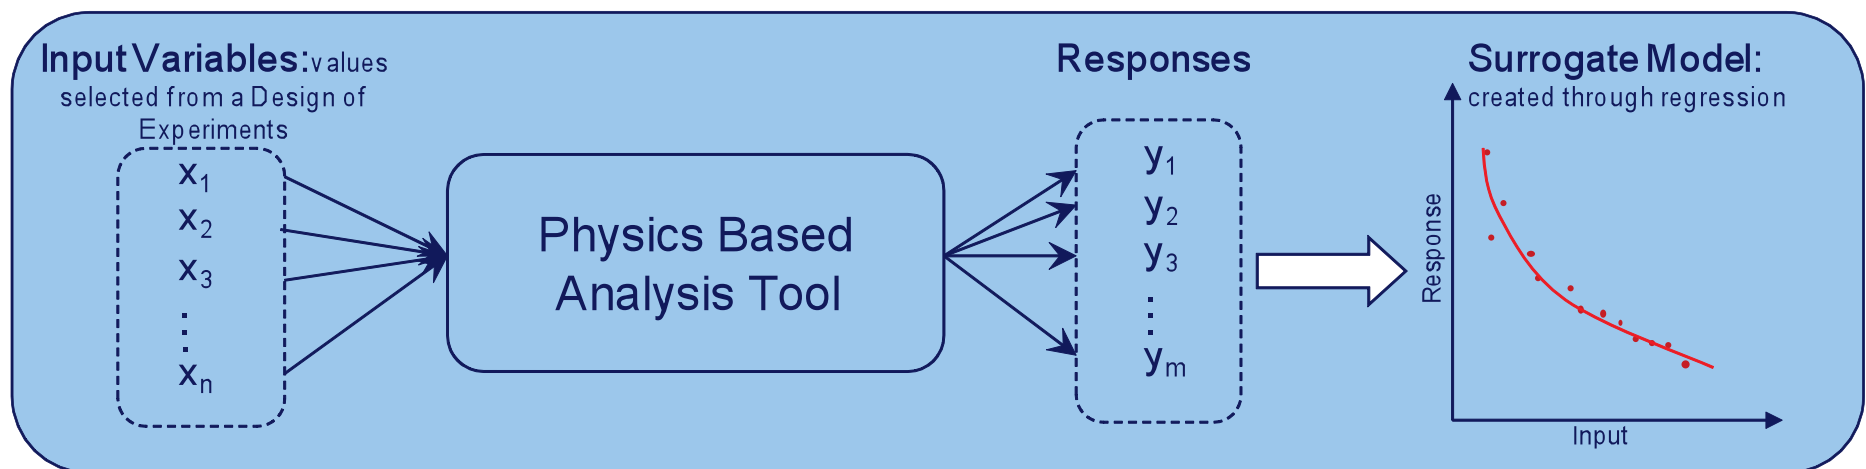 Input Variables: values
selected from a Design of
Experiments
x1
x2
x3
⋮
xn
Physics Based
Analysis Tool
Responses
y1
y2
y3
⋮
ym
Surrogate Model:
created through regression
Response
Input